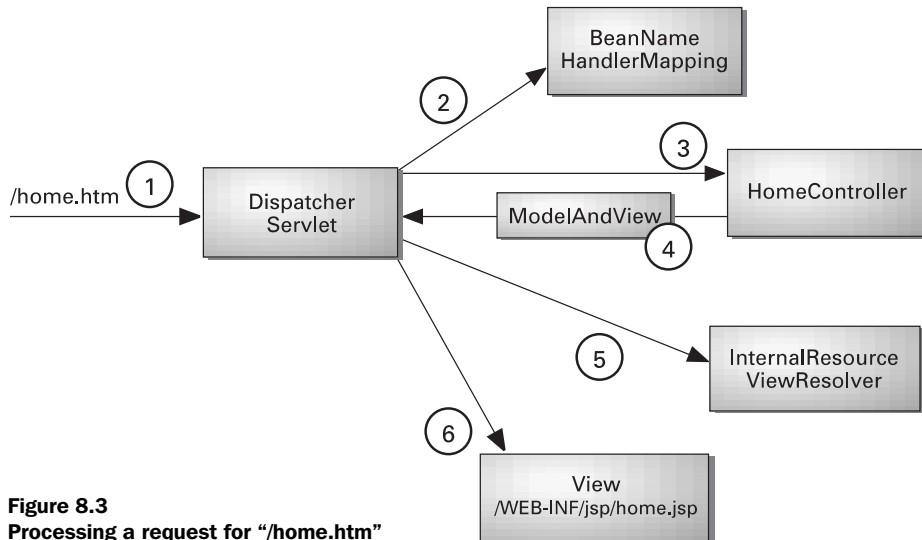 BeanName
HandlerMapping
2
3
/home.htm
1
Dispatcher
Servlet
ModelAndView
4
HomeController
5
InternalResource
ViewResolver
6
View
/WEB-INF/jsp/home.jsp
Figure 8.3
Processing a request for “/home.htm”